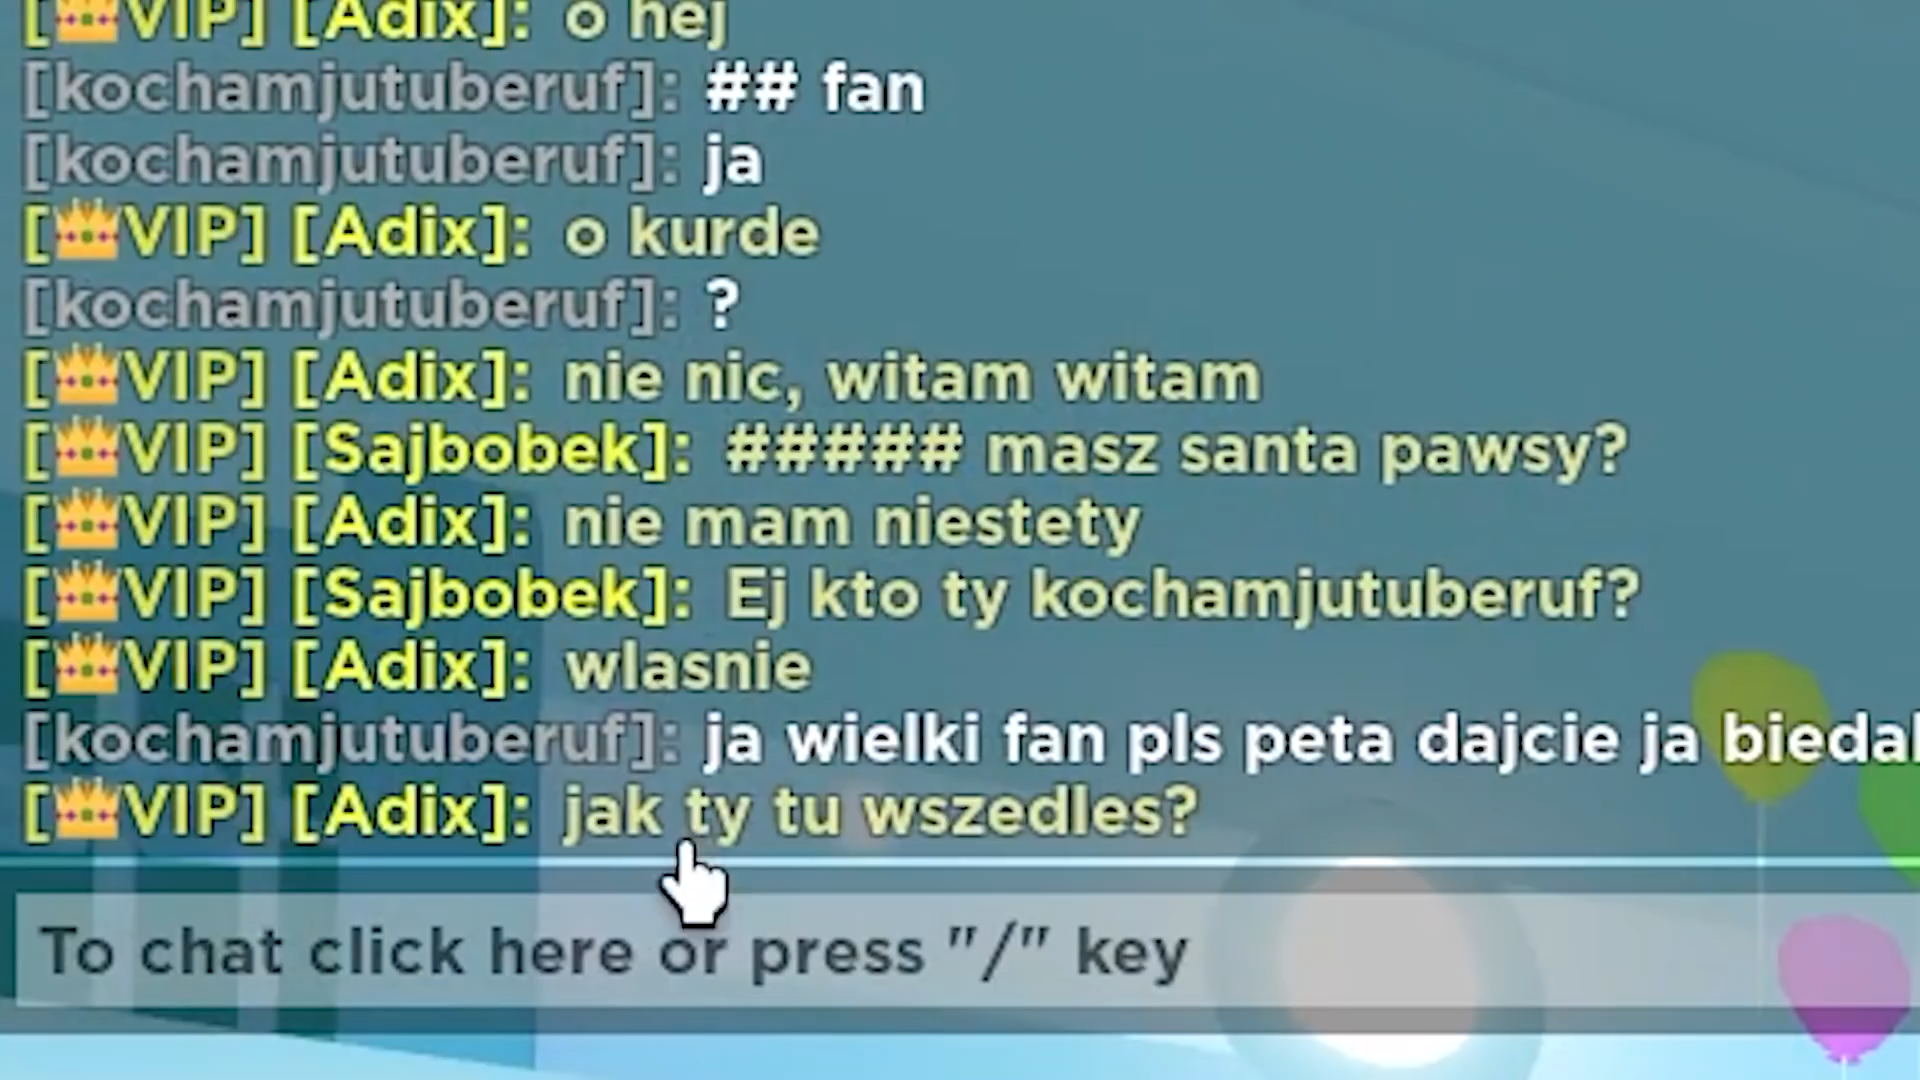 [👑VIP] [Adix]: o hej
[kochamjutuberuf]: ## fan
[kochamjutuberuf]: ja
[👑VIP] [Adix]: o kurde
[kochamjutuberuf]: ?
[👑VIP] [Adix]: nie nic, witam witam
[👑VIP] [Sajbobek]: ##### masz santa pawsy?
[👑VIP] [Adix]: nie mam niestety
[👑VIP] [Sajbobek]: Ej kto ty kochamjutuberuf?
[👑VIP] [Adix]: wlasnie
[kochamjutuberuf]: ja wielki fan pls peta dajcie ja
[👑VIP] [Adix]: jak ty tu wszedles?
To chat click here or press "/" key